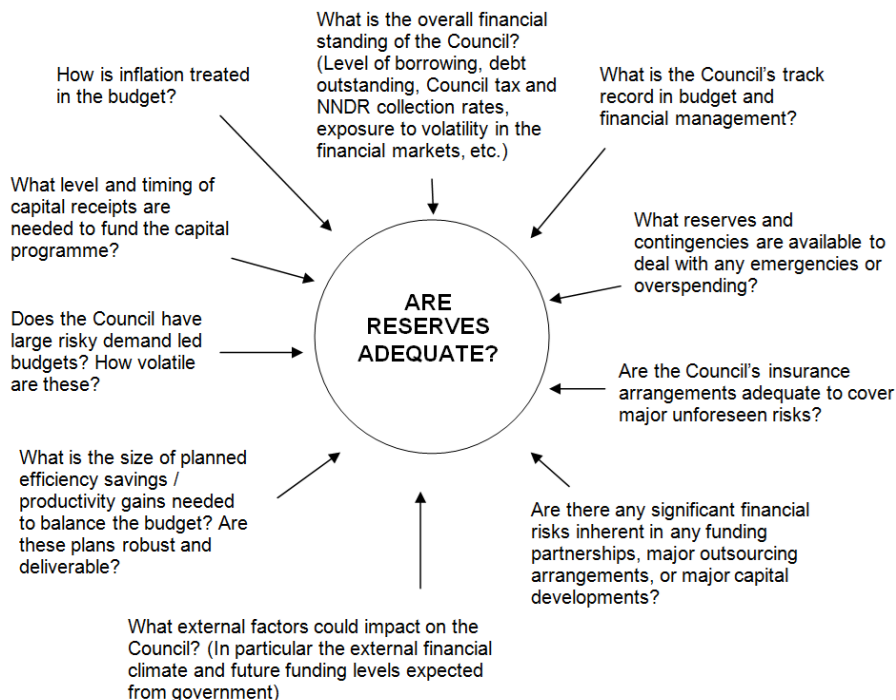 What is the overall financial
standing of the Council?
(Level of borrowing, debt
outstanding, Council tax and
NNDR collection rates,
exposure to volatility in the
financial markets, etc.)
How is inflation treated
in the budget?
What is the Council's track
record in budget and
financial management?
What level and timing of
capital receipts are
needed to fund the capital
programme?
What reserves and
contingencies are available to
deal with any emergencies or
overspending?
ARE
RESERVES
ADEQUATE?
Does the Council have
large risky demand led
budgets? How volatile
are these?
Are the Council's insurance
arrangements adequate to cover
major unforeseen risks?
What is the size of planned
efficiency savings /
productivity gains needed
to balance the budget? Are
these plans robust and
deliverable?
Are there any significant financial
risks inherent in any funding
partnerships, major outsourcing
arrangements, or major capital
developments?
What external factors could impact on the
Council? (In particular the external financial
climate and future funding levels expected
from government)